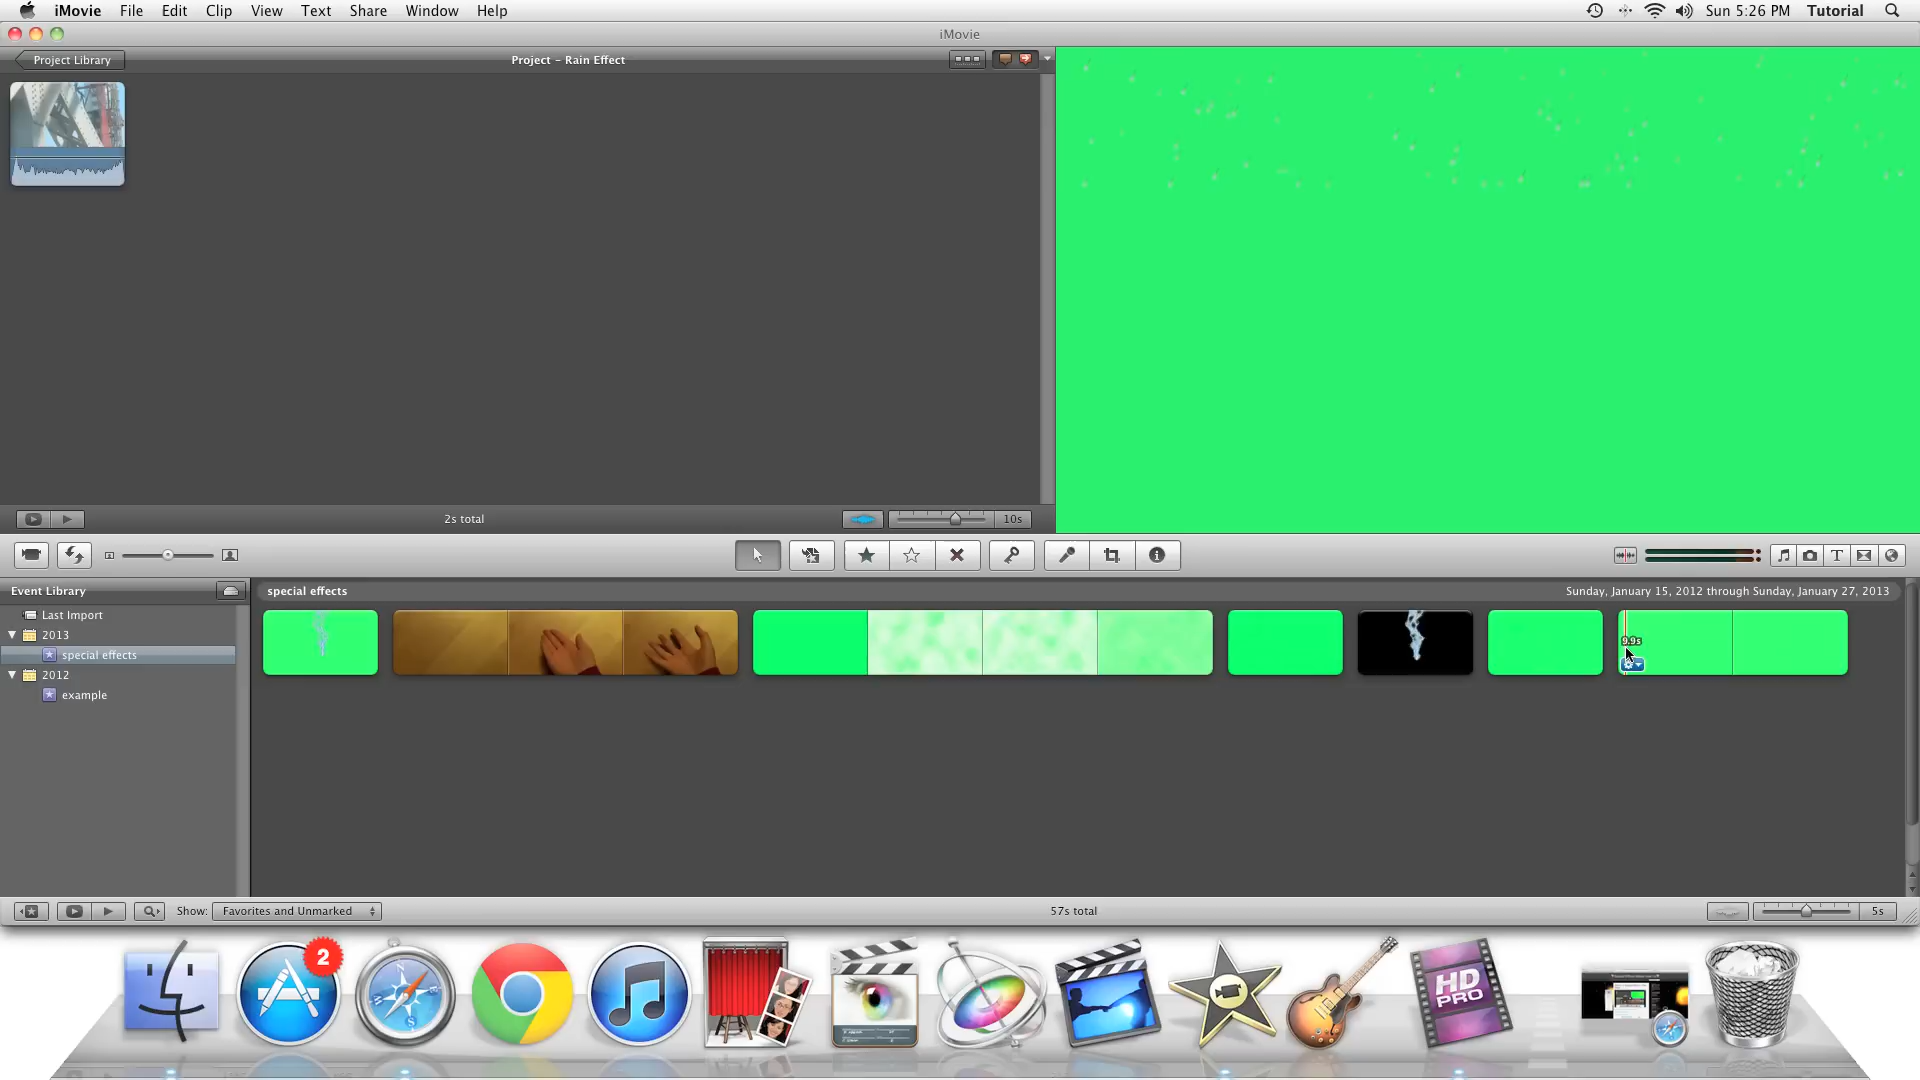 iMovie File Edit Clip View Text Share Window Help Sun 5:26 PM Tutorial
iMovie
Project Library Project - Rain Effect
2s total 10s
Event Library special effects Sunday, January 15, 2012 through Sunday, January 27, 2013
Last Import
2013
special effects
2012
example
9.9s
Show: Favorites and Unmarked 57s total 5s
2
HD
PRO